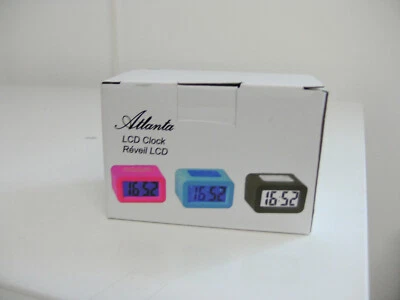 Atlanta
LCD Clock
Réveil LCD
16:52 16:52 16:52